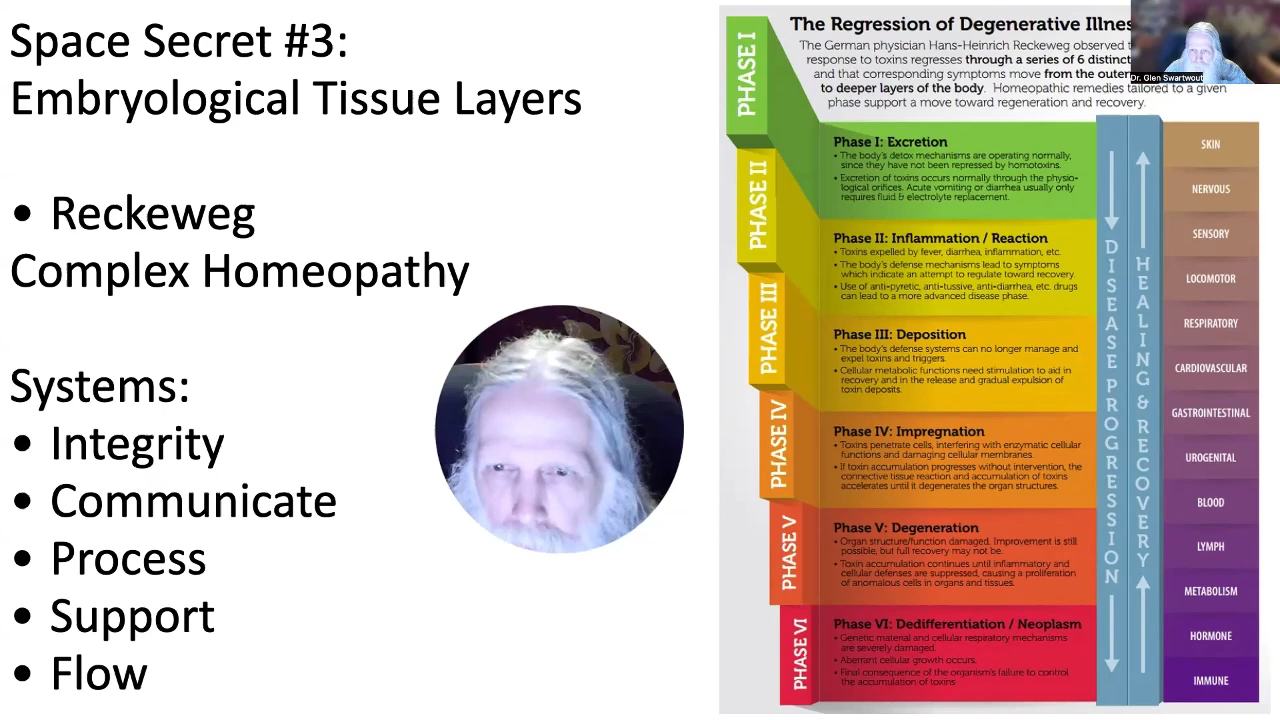 Space Secret #3:
Embryological Tissue Layers
• Reckeweg
Complex Homeopathy
Systems:
• Integrity
• Communicate
• Process
• Support
• Flow
The Regression of Degenerative Illnes
The German physician Hans-Heinrich Reckeweg observed
response to toxins regresses through a series of 6 distinct
and that corresponding symptoms move from the outer
to deeper layers of the body. Homeopathic remedies tailored to a given
phase support a move toward regeneration and recovery.
Dr. Glen Swartwout
PHASE I
Phase I: Excretion
• The body's detox mechanisms are operating normally,
since they have not been repressed by homotoxins.
• Excretion of toxins occurs normally through the physio-
logical orifices. Acute vomiting or diarrhea usually only
requires fluid & electrolyte replacement.
PHASE II
Phase II: Inflammation / Reaction
• Toxins expelled by fever, diarrhea, inflammation, etc.
• The body's defense mechanisms lead to symptoms
which indicate an attempt to regulate toward recovery.
• Use of anti-pyretic, anti-tussive, anti-diarrhea, etc. drugs
can lead to a more advanced disease phase.
PHASE III
Phase III: Deposition
• The body's defense systems can no longer manage and
expel toxins and triggers.
• Cellular metabolic functions need stimulation to aid in
recovery and in the release and gradual expulsion of
toxin deposits.
PHASE IV
Phase IV: Impregnation
• Toxins penetrate cells, interfering with enzymatic cellular
functions and damaging cellular membranes.
• If toxin accumulation progresses without intervention, the
connective tissue reaction and accumulation of toxins
accelerates until it degenerates the organ structures.
PHASE V
Phase V: Degeneration
• Organ structure/function damaged. Improvement is still
possible, but full recovery may not be.
• Toxin accumulation continues until inflammatory and
cellular defenses are suppressed, causing a proliferation
of anomalous cells in organs and tissues.
PHASE VI
Phase VI: Dedifferentiation / Neoplasm
• Genetic material and cellular respiratory mechanisms
are severely damaged.
• Aberrant cellular growth occurs.
• Final consequence of the organism's failure to control
the accumulation of toxins
DISEASE PROGRESSION
HEALING & RECOVERY
SKIN
NERVOUS
SENSORY
LOCOMOTOR
RESPIRATORY
CARDIOVASCULAR
GASTROINTESTINAL
UROGENITAL
BLOOD
LYMPH
METABOLISM
HORMONE
IMMUNE